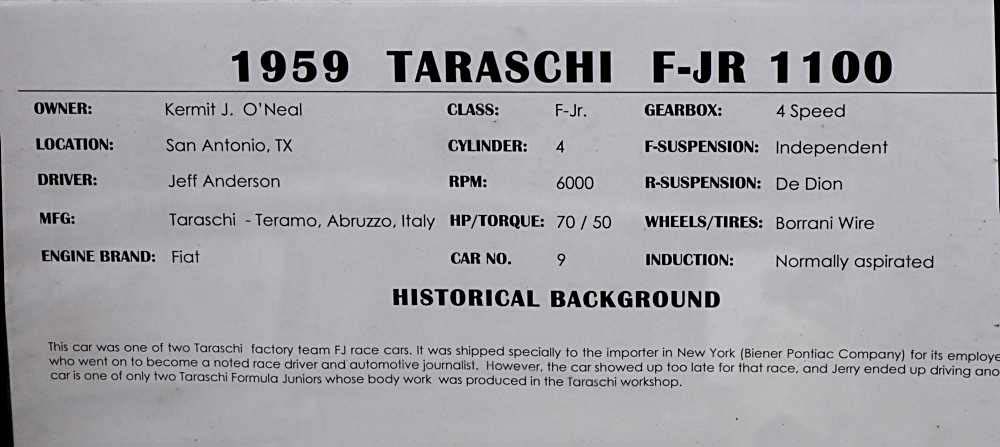 1959 TARASCHI F-JR 1100
OWNER: Kermit J. O'Neal CLASS: F-Jr. GEARBOX: 4 Speed
LOCATION: San Antonio, TX CYLINDER: 4 F-SUSPENSION: Independent
DRIVER: Jeff Anderson RPM: 6000 R-SUSPENSION: De Dion
MFG: Taraschi - Teramo, Abruzzo, Italy HP/TORQUE: 70 / 50 WHEELS/TIRES: Borrani Wire
ENGINE BRAND: Fiat CAR NO. 9 INDUCTION: Normally aspirated
HISTORICAL BACKGROUND
This car was one of two Taraschi factory team FJ race cars. It was shipped specially to the importer in New York (Biener Pontiac Company) for its employe
who went on to become a noted race driver and automotive journalist. However, the car showed up too late for that race, and Jerry ended up driving ano
car is one of only two Taraschi Formula Juniors whose body work was produced in the Taraschi workshop.